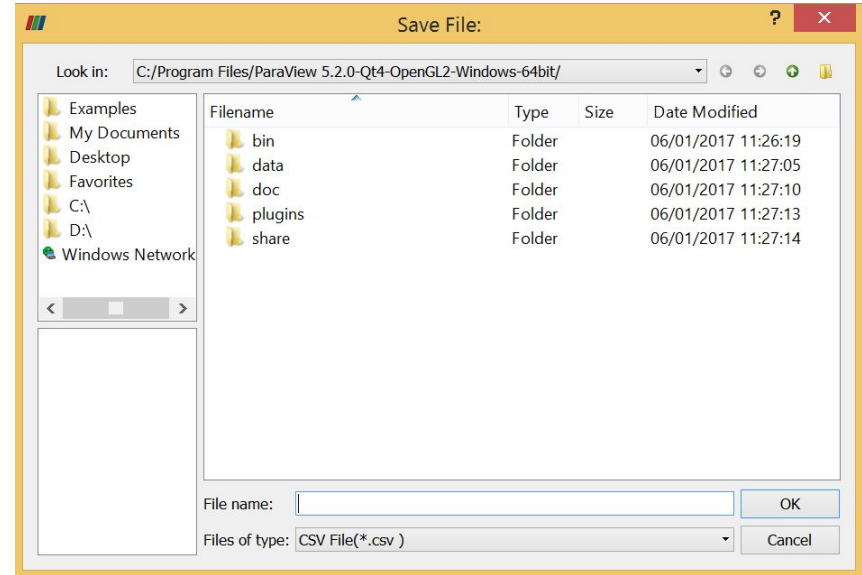 Save File:
?
Look in: C:/Program Files/ParaView 5.2.0-Qt4-OpenGL2-Windows-64bit/
Examples
My Documents
Desktop
Favorites
C:\
D:\
Windows Network
Filename Type Size Date Modified
bin Folder 06/01/2017 11:26:19
data Folder 06/01/2017 11:27:05
doc Folder 06/01/2017 11:27:10
plugins Folder 06/01/2017 11:27:13
share Folder 06/01/2017 11:27:14
File name: OK
Files of type: CSV File(*.csv ) Cancel